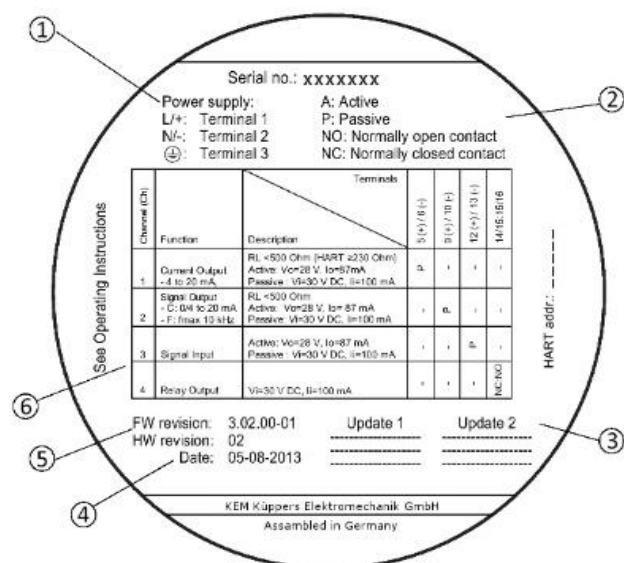 ①
Serial no.: xxxxxxx
②
Power supply:
L/+: Terminal 1
N/-: Terminal 2
Terminal 3
A: Active
P: Passive
NO: Normally open contact
NC: Normally closed contact
See Operating Instructions
Channel (Ch)
Function
Description
Terminals
5 (+) / 6 (-)
9 (+) / 10 (-)
12 (+) / 13 (-)
14/15;15/16
1
Current Output
- 4 to 20 mA,
RL <500 Ohm (HART ≥230 Ohm)
Active: Vo=28 V, Io=87mA
Passive: Vi=30 V DC, Ii=100 mA
P - - -
2
Signal Output
- C: 0/4 to 20 mA
- F: fmax 10 kHz
RL <500 Ohm
Active: Vo=28 V, Io= 87 mA
Passive: Vi=30 V DC, Ii=100 mA
- P - -
3
Signal Input
Active: Vo=28 V, Io=87 mA
Passive : Vi=30 V DC, Ii=100 mA
- - P -
4
Relay Output
Vi=30 V DC, Ii=100 mA
- - - NC;NO
HART addr.: ------
⑥
⑤
FW revision: 3.02.00-01
HW revision: 02
④
Date: 05-08-2013
Update 1
Update 2
③
KEM Küppers Elektromechanik GmbH
Assambled in Germany